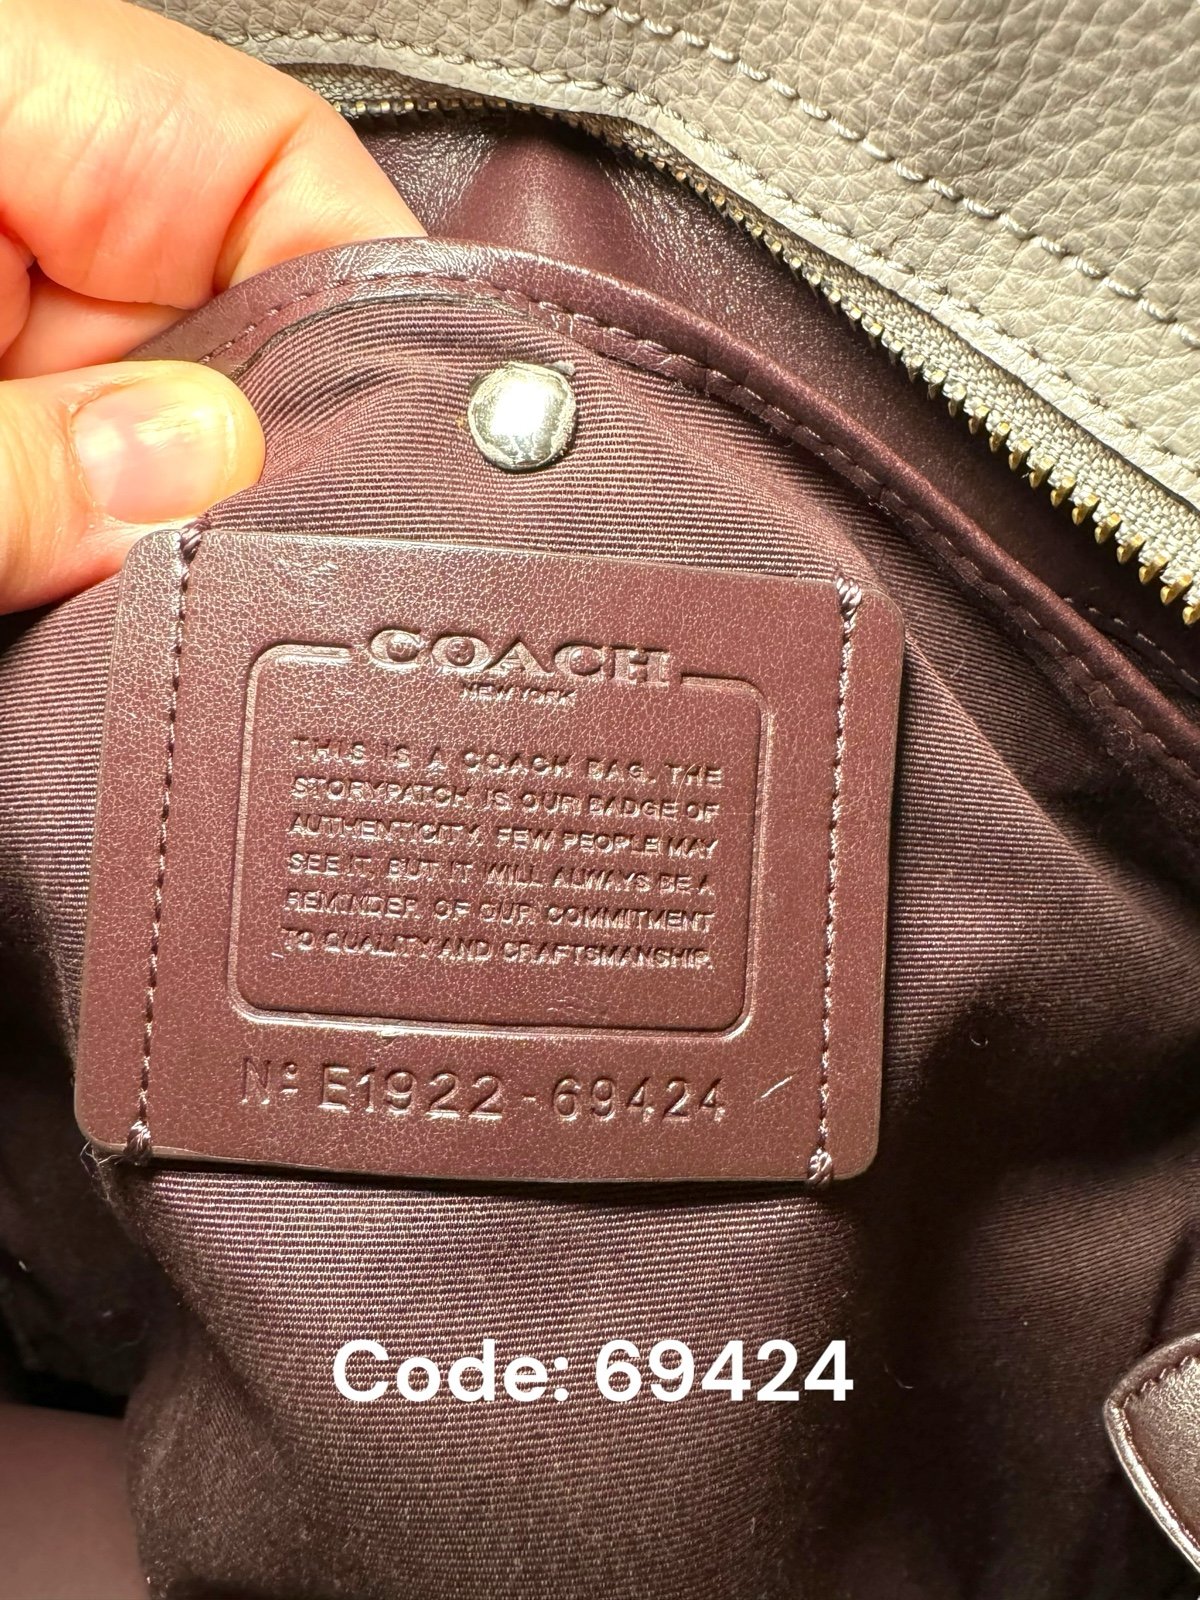 COACH
NEW YORK
THIS IS A COACH BAG. THE
STORYPATCH IS OUR BADGE OF
AUTHENTICITY. FEW PEOPLE MAY
SEE IT, BUT IT WILL ALWAYS BE A
REMINDER OF OUR COMMITMENT
TO QUALITY AND CRAFTSMANSHIP.
Nº E1922-69424
Code: 69424